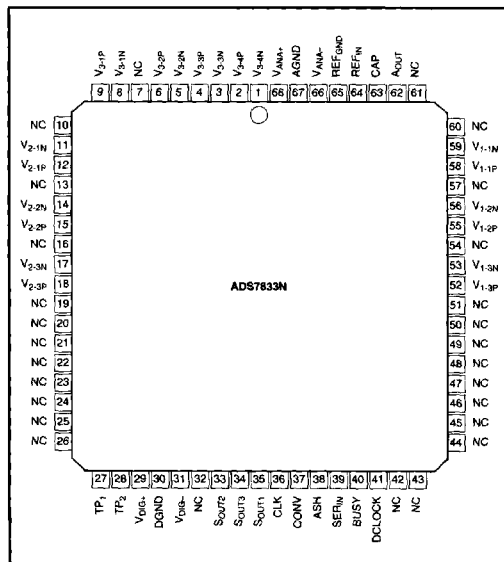 V3-1P V3-1N NC V3-2P V3-2N V3-3P V3-3N V3-4P V3-4N VANA+ AGND VANA– REFGND REFIN CAP AOUT NC
9 8 7 6 5 4 3 2 1 68 67 66 65 64 63 62 61
NC 10
V2-1N 11
V2-1P 12
NC 13
V2-2N 14
V2-2P 15
NC 16
V2-3N 17
V2-3P 18
NC 19
NC 20
NC 21
NC 22
NC 23
NC 24
NC 25
NC 26
ADS7833N
60 NC
59 V1-1N
58 V1-1P
57 NC
56 V1-2N
55 V1-2P
54 NC
53 V1-3N
52 V1-3P
51 NC
50 NC
49 NC
48 NC
47 NC
46 NC
45 NC
44 NC
27 28 29 30 31 32 33 34 35 36 37 38 39 40 41 42 43
TP1 TP2 VDIG+ DGND VDIG– NC SOUT2 SOUT3 SOUT1 CLK CONV ASH SERIN BUSY DCLOCK NC NC